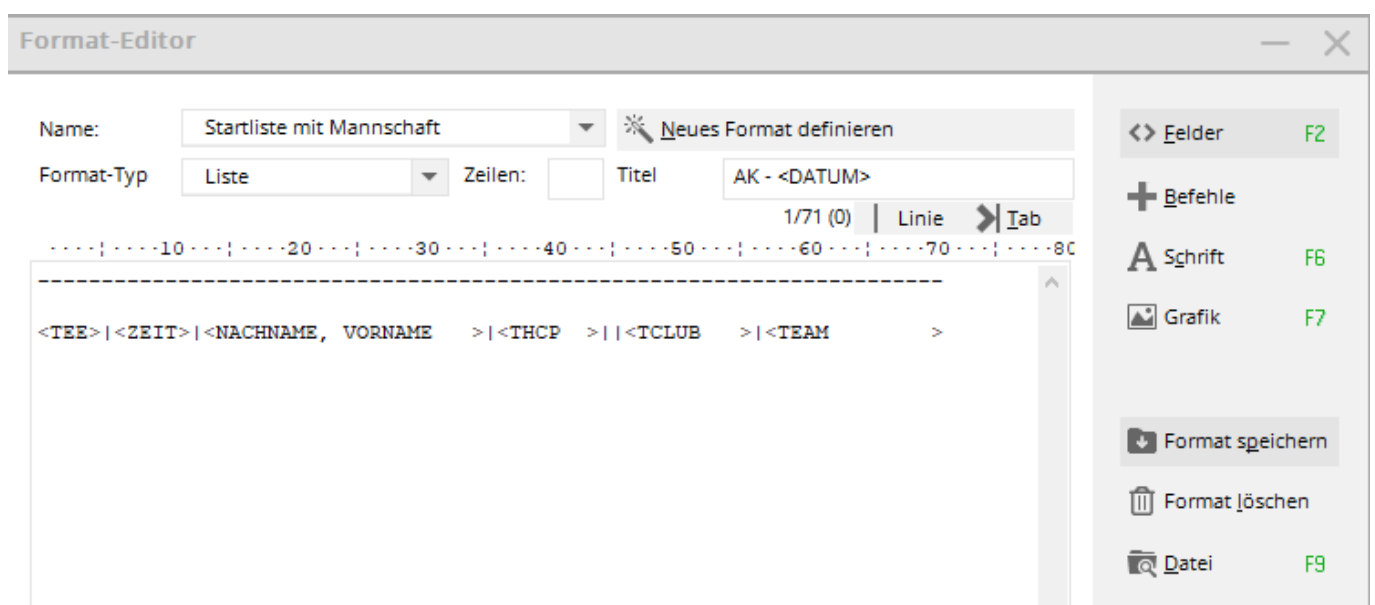 Format-Editor
Name: Startliste mit Mannschaft Neues Format definieren
Format-Typ Liste Zeilen: Titel AK - <DATUM>
1/71 (0) Linie Tab
····¦····10···¦····20···¦····30···¦····40···¦····50···¦····60···¦····70···¦····80
-----------------------------------------------------------------------
<TEE>|<ZEIT>|<NACHNAME, VORNAME   >|<THCP  >||<TCLUB   >|<TEAM        >
Felder F2
Befehle
Schrift F6
Grafik F7
Format speichern
Format löschen
Datei F9